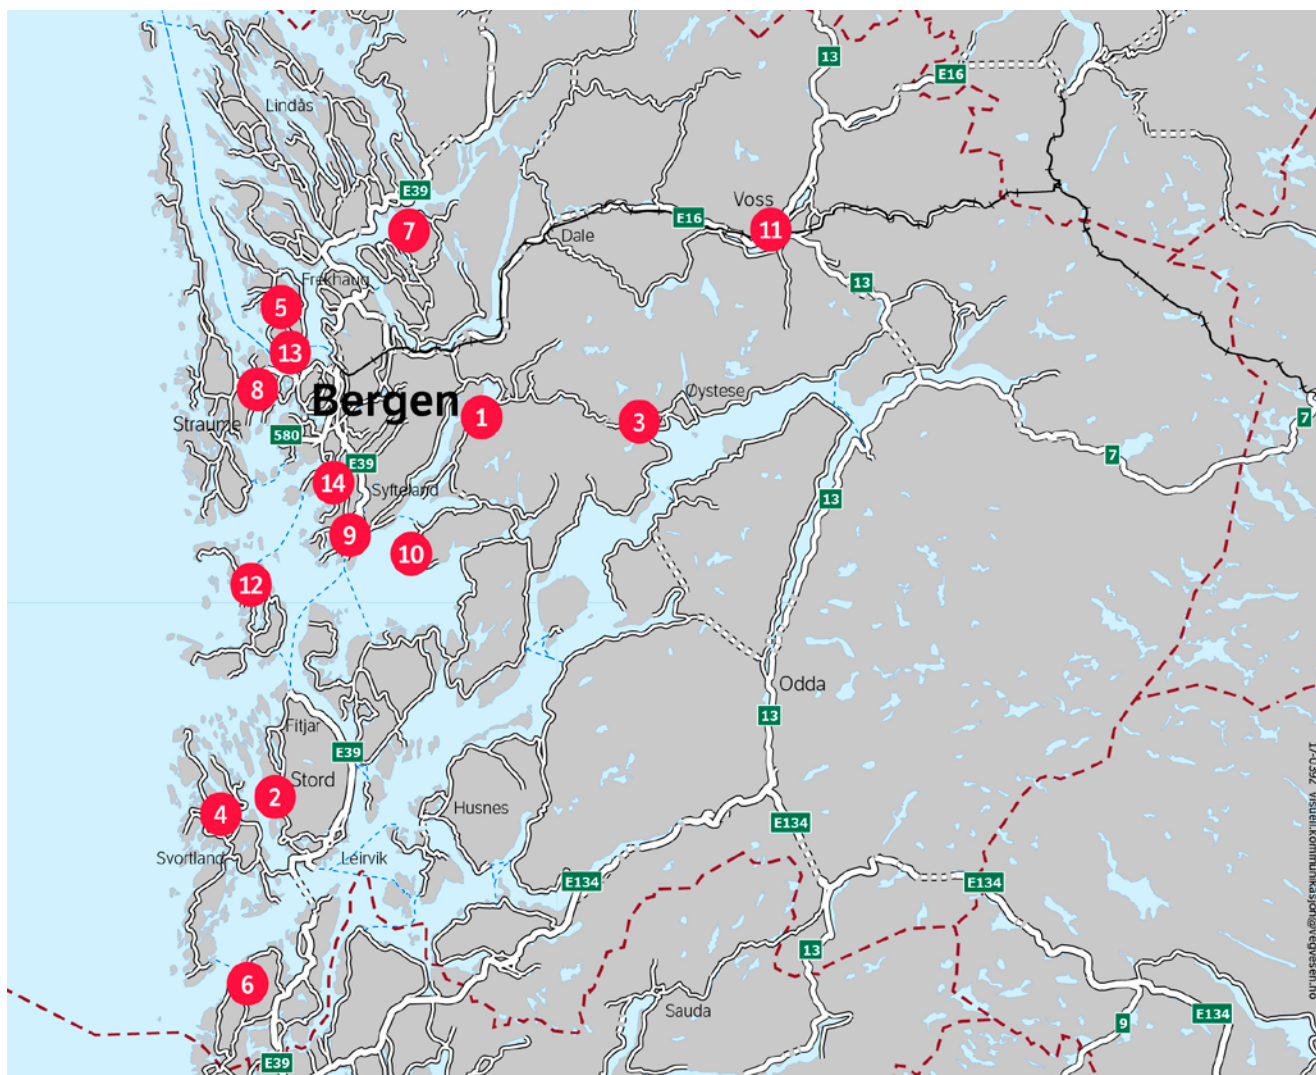 13
E16
Lindås
E39
Voss
E16
7
11
Dale
Frekhaug
13
5
13
8
Bergen
Øystese
1
3
Straume
580
7
E39
7
14
Syfteland
13
9
10
12
Odda
13
Fitjar
E39
Stord
2
4
Husnes
E134
Svortland
Leirvik
E134
E134
13
6
Sauda
9
E134
E39